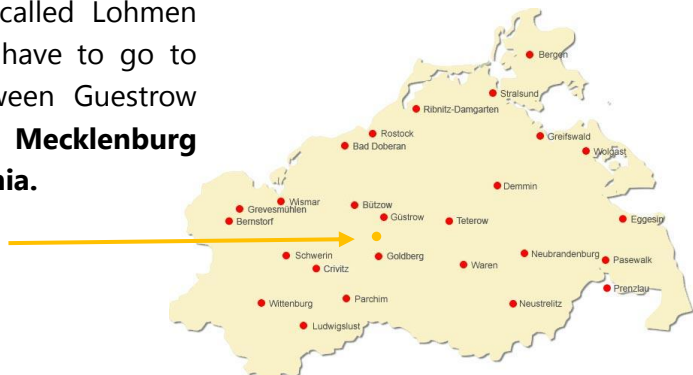 called Lohmen
have to go to
ween Guestrow
Mecklenburg
nia.
Bergen
Stralsund
Ribnitz-Damgarten
Rostock
Greifswald
Bad Doberan
Wolgast
Demmin
Wismar
Bützow
Grevesmühlen
Güstrow
Eggesin
Bernstorf
Teterow
Schwerin
Goldberg
Neubrandenburg
Pasewalk
Crivitz
Waren
Prenzlau
Parchim
Wittenburg
Neustrelitz
Ludwigslust